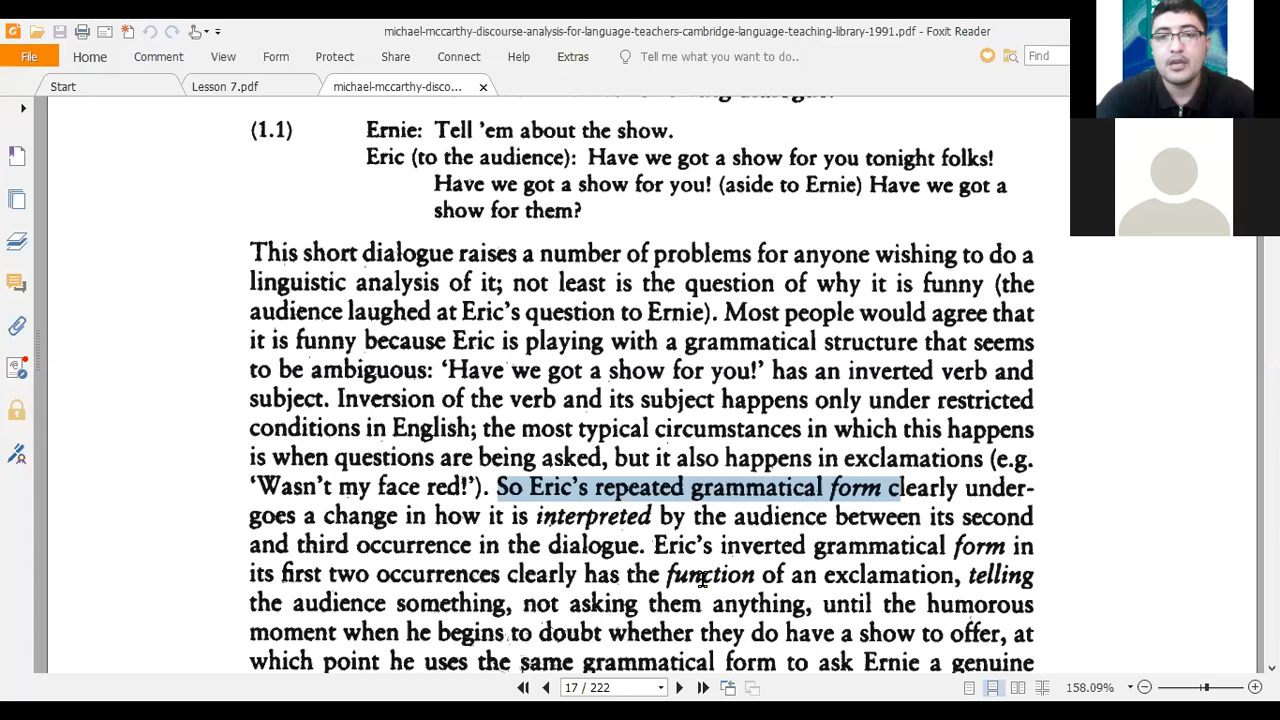 michael-mccarthy-discourse-analysis-for-language-teachers-cambridge-language-teaching-library-1991.pdf - Foxit Reader
File Home Comment View Form Protect Share Connect Help Extras Tell me what you want to do.. Find
Start Lesson 7.pdf michael-mccarthy-disco...
(1.1) Ernie: Tell 'em about the show.
Eric (to the audience): Have we got a show for you tonight folks!
Have we got a show for you! (aside to Ernie) Have we got a
show for them?
This short dialogue raises a number of problems for anyone wishing to do a
linguistic analysis of it; not least is the question of why it is funny (the
audience laughed at Eric's question to Ernie). Most people would agree that
it is funny because Eric is playing with a grammatical structure that seems
to be ambiguous: 'Have we got a show for you!' has an inverted verb and
subject. Inversion of the verb and its subject happens only under restricted
conditions in English; the most typical circumstances in which this happens
is when questions are being asked, but it also happens in exclamations (e.g.
'Wasn't my face red!'). So Eric's repeated grammatical form clearly under-
goes a change in how it is interpreted by the audience between its second
and third occurrence in the dialogue. Eric's inverted grammatical form in
its first two occurrences clearly has the function of an exclamation, telling
the audience something, not asking them anything, until the humorous
moment when he begins to doubt whether they do have a show to offer, at
which point he uses the same grammatical form to ask Ernie a genuine
17 / 222
158.09%